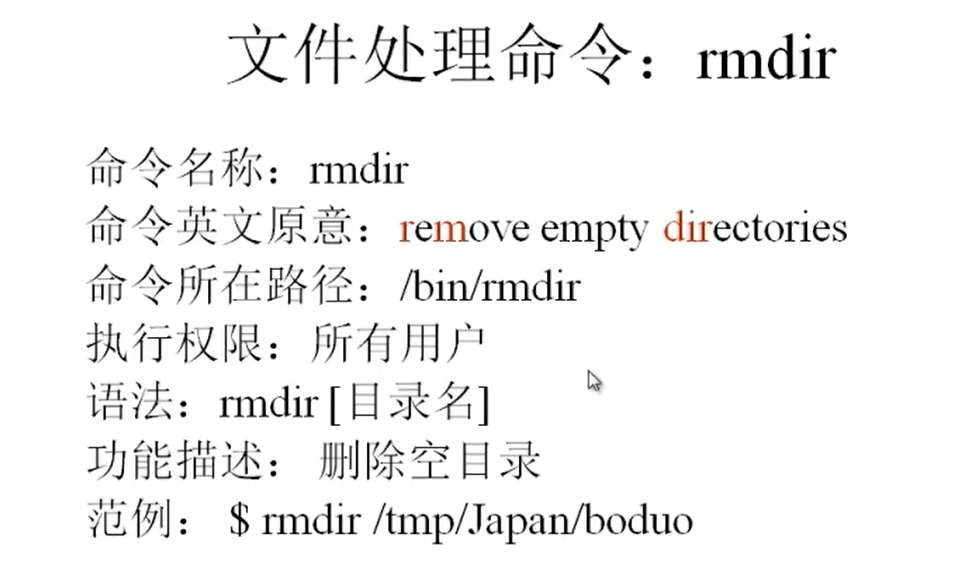 文件处理命令：rmdir
命令名称：rmdir
命令英文原意：remove empty directories
命令所在路径：/bin/rmdir
执行权限：所有用户
语法：rmdir [目录名]
功能描述： 删除空目录
范例： $ rmdir /tmp/Japan/boduo